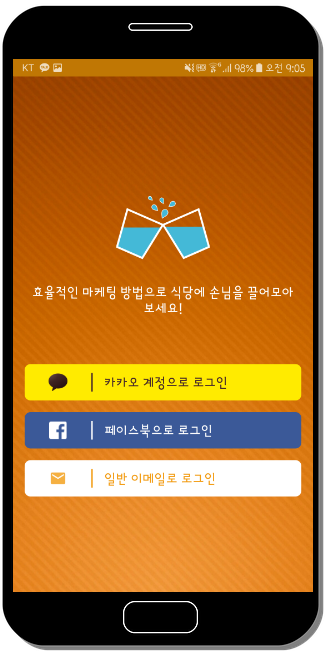 KT 98% 오전 9:05
효율적인 마케팅 방법으로 식당에 손님을 끌어모아
보세요!
카카오 계정으로 로그인
페이스북으로 로그인
일반 이메일로 로그인